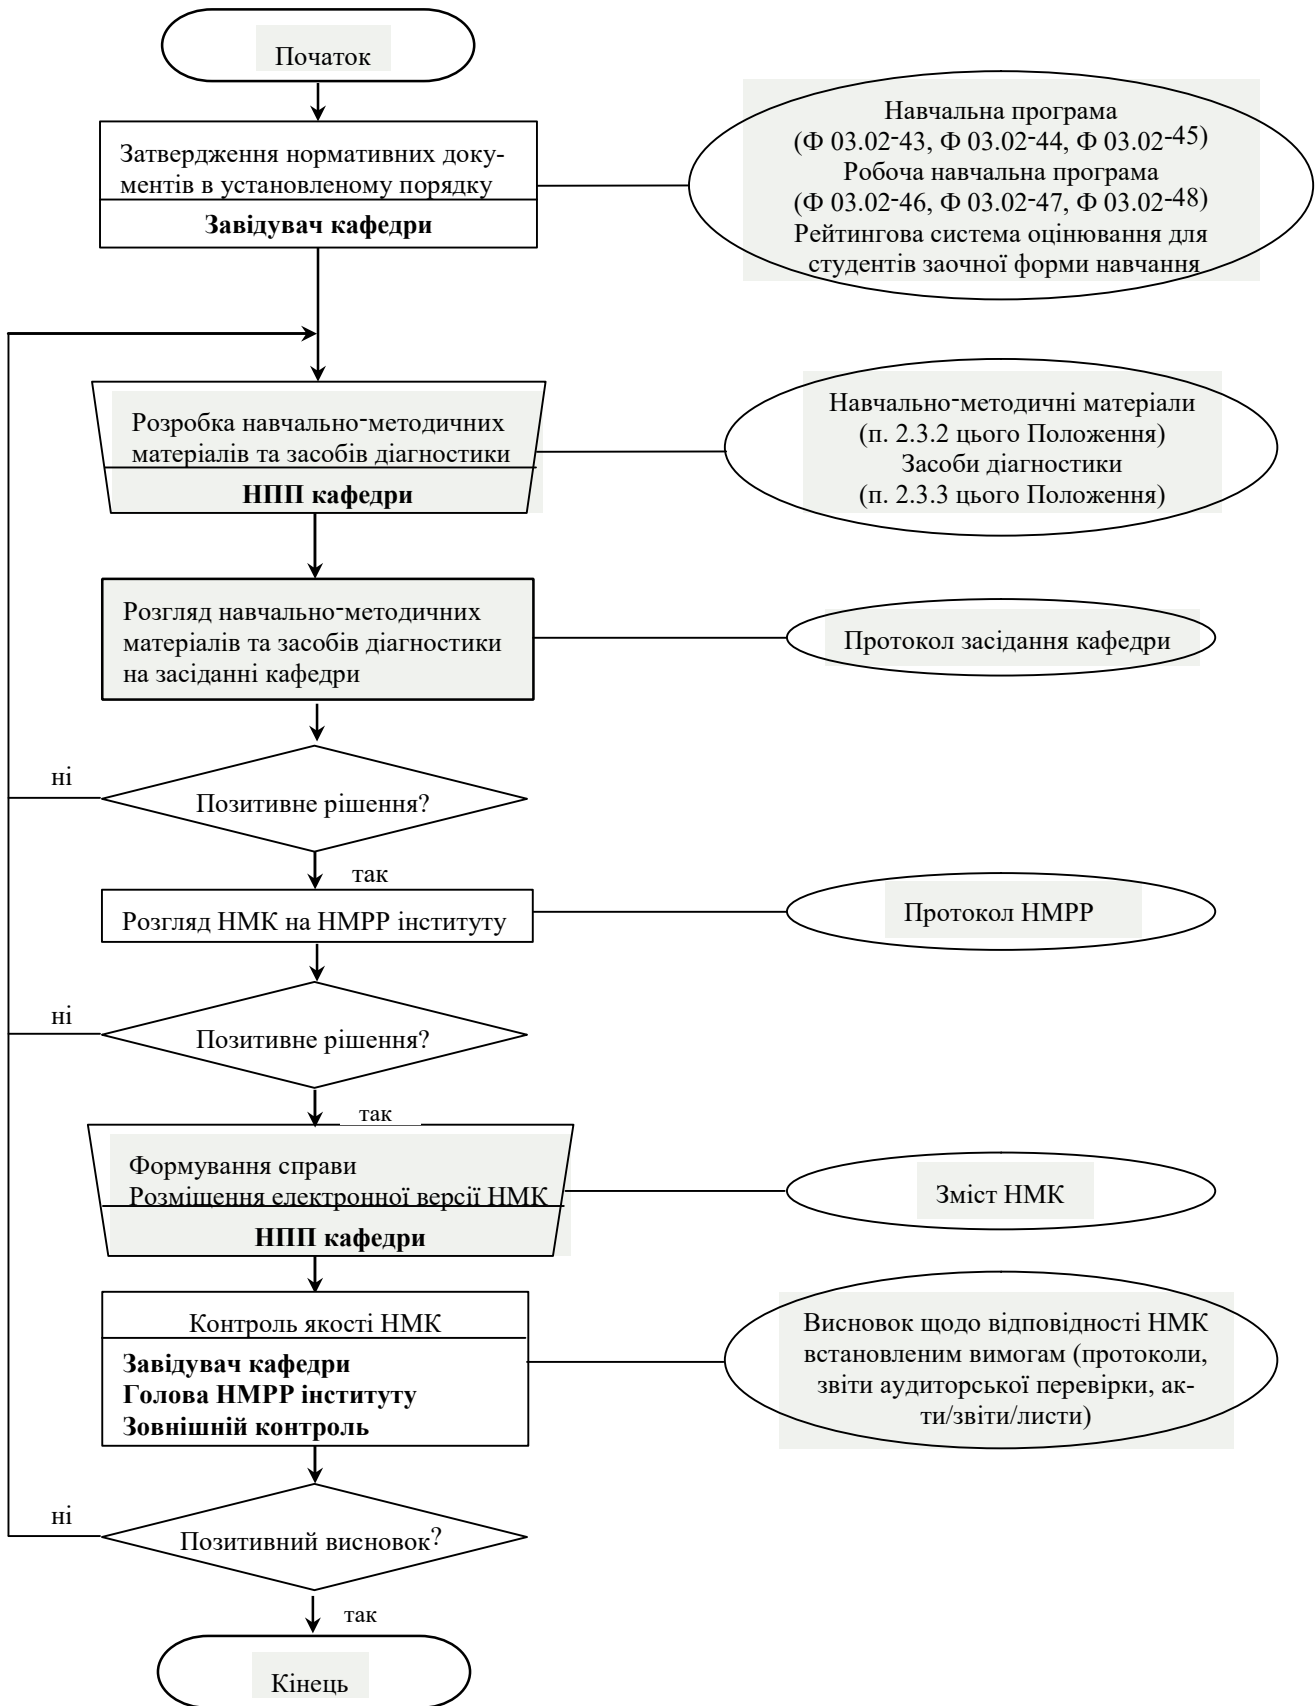 Початок
Затвердження нормативних доку-
ментів в установленому порядку
Завідувач кафедри
Навчальна програма
(Ф 03.02-43, Ф 03.02-44, Ф 03.02-45)
Робоча навчальна програма
(Ф 03.02-46, Ф 03.02-47, Ф 03.02-48)
Рейтингова система оцінювання для
студентів заочної форми навчання
Розробка навчально-методичних
матеріалів та засобів діагностики
НПП кафедри
Навчально-методичні матеріали
(п. 2.3.2 цього Положення)
Засоби діагностики
(п. 2.3.3 цього Положення)
Розгляд навчально-методичних
матеріалів та засобів діагностики
на засіданні кафедри
Протокол засідання кафедри
ні
Позитивне рішення?
так
Розгляд НМК на НМРР інституту
Протокол НМРР
ні
Позитивне рішення?
так
Формування справи
Розміщення електронної версії НМК
НПП кафедри
Зміст НМК
Контроль якості НМК
Завідувач кафедри
Голова НМРР інституту
Зовнішній контроль
Висновок щодо відповідності НМК
встановленим вимогам (протоколи,
звіти аудиторської перевірки, ак-
ти/звіти/листи)
ні
Позитивний висновок?
так
Кінець